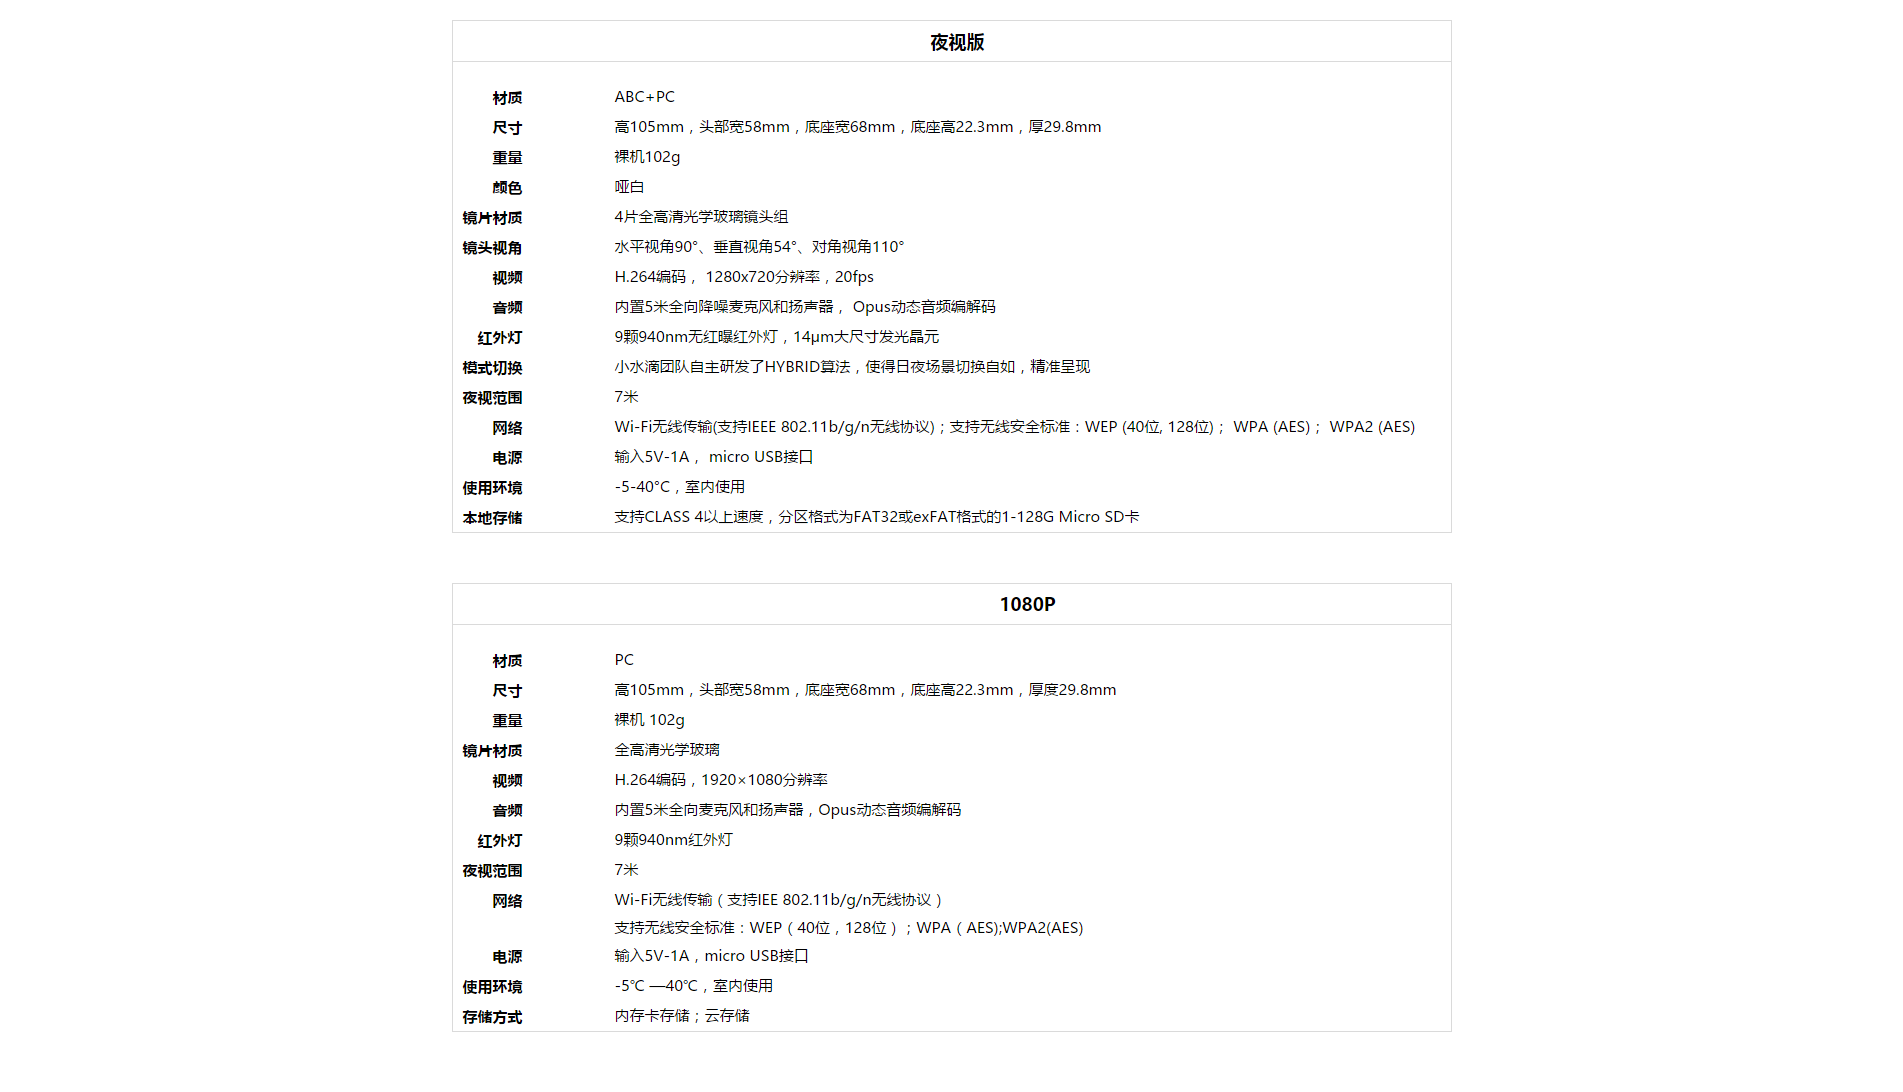 夜视版
材质 ABC+PC
尺寸 高105mm，头部宽58mm，底座宽68mm，底座高22.3mm，厚29.8mm
重量 裸机102g
颜色 哑白
镜片材质 4片全高清光学玻璃镜头组
镜头视角 水平视角90°、垂直视角54°、对角视角110°
视频 H.264编码， 1280x720分辨率，20fps
音频 内置5米全向降噪麦克风和扬声器， Opus动态音频编解码
红外灯 9颗940nm无红曝红外灯，14μm大尺寸发光晶元
模式切换 小水滴团队自主研发了HYBRID算法，使得日夜场景切换自如，精准呈现
夜视范围 7米
网络 Wi-Fi无线传输(支持IEEE 802.11b/g/n无线协议)；支持无线安全标准：WEP (40位, 128位)； WPA (AES)； WPA2 (AES)
电源 输入5V-1A， micro USB接口
使用环境 -5-40°C，室内使用
本地存储 支持CLASS 4以上速度，分区格式为FAT32或exFAT格式的1-128G Micro SD卡
1080P
材质 PC
尺寸 高105mm，头部宽58mm，底座宽68mm，底座高22.3mm，厚度29.8mm
重量 裸机 102g
镜片材质 全高清光学玻璃
视频 H.264编码，1920×1080分辨率
音频 内置5米全向麦克风和扬声器，Opus动态音频编解码
红外灯 9颗940nm红外灯
夜视范围 7米
网络 Wi-Fi无线传输（支持IEE 802.11b/g/n无线协议）
支持无线安全标准：WEP（40位，128位）；WPA（AES);WPA2(AES)
电源 输入5V-1A，micro USB接口
使用环境 -5℃ —40℃，室内使用
存储方式 内存卡存储；云存储